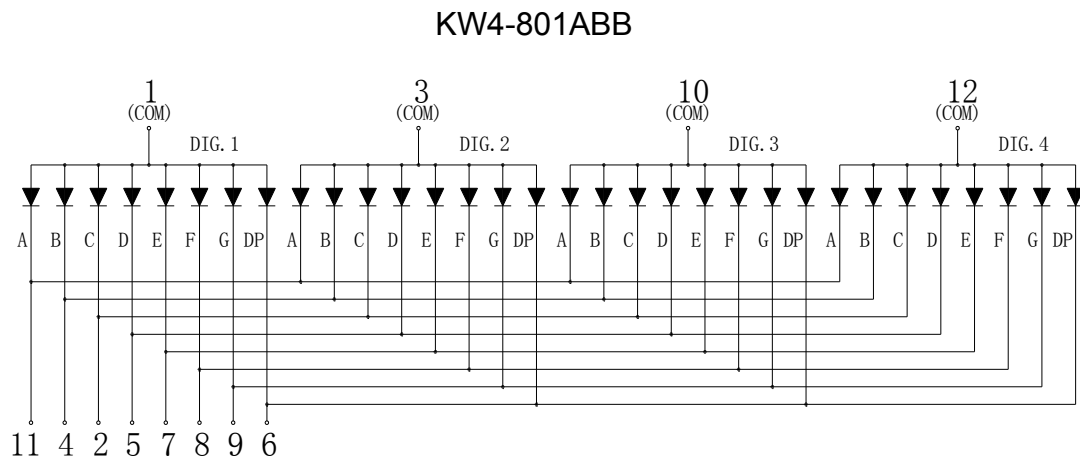 KW4-801ABB
1 3 10 12
(COM) (COM) (COM) (COM)
DIG.1 DIG.2 DIG.3 DIG.4
A B C D E F G DP A B C D E F G DP A B C D E F G DP A B C D E F G DP
11 4 2 5 7 8 9 6